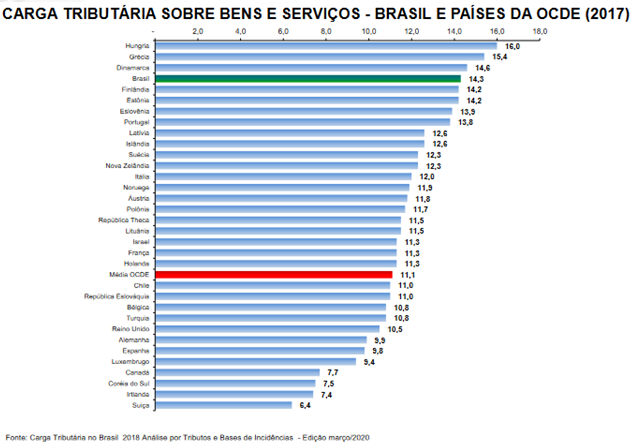 CARGA TRIBUTÁRIA SOBRE BENS E SERVIÇOS - BRASIL E PAÍSES DA OCDE (2017)
- 2,0 4,0 6,0 8,0 10,0 12,0 14,0 16,0 18,0
Hungria 16,0
Grécia 15,4
Dinamarca 14,6
Brasil 14,3
Finlândia 14,2
Estônia 14,2
Eslovênia 13,9
Portugal 13,8
Latívia 12,6
Islândia 12,6
Suécia 12,3
Nova Zelândia 12,3
Itália 12,0
Noruega 11,9
Áustria 11,8
Polônia 11,7
República Theca 11,5
Lituânia 11,5
Israel 11,3
França 11,3
Holanda 11,3
Média OCDE 11,1
Chile 11,0
República Eslováquia 11,0
Bélgica 10,8
Turquia 10,8
Reino Unido 10,5
Alemanha 9,9
Espanha 9,8
Luxemburgo 9,4
Canadá 7,7
Coréia do Sul 7,5
Irlanda 7,4
Suiça 6,4
Fonte: Carga Tributária no Brasil 2018 Análise por Tributos e Bases de Incidências - Edição março/2020